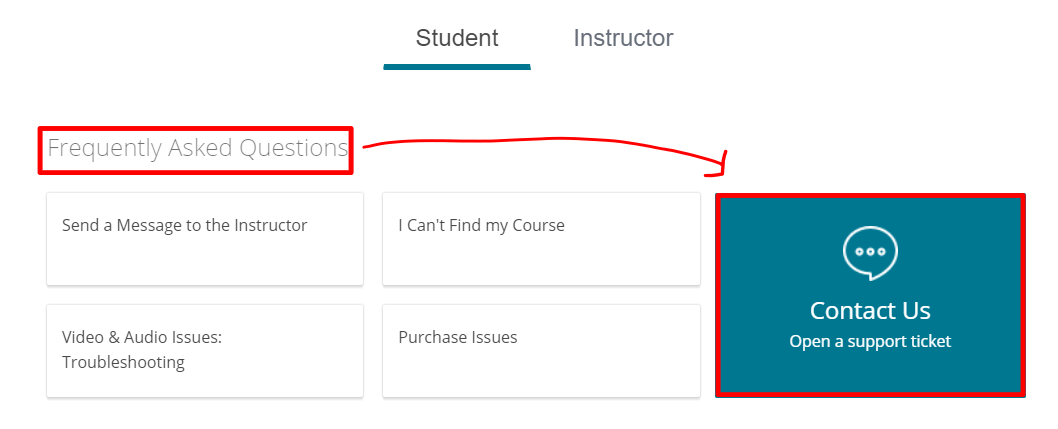 Student
Instructor
Frequently Asked Questions
Send a Message to the Instructor
I Can't Find my Course
Video & Audio Issues:
Troubleshooting
Purchase Issues
Contact Us
Open a support ticket